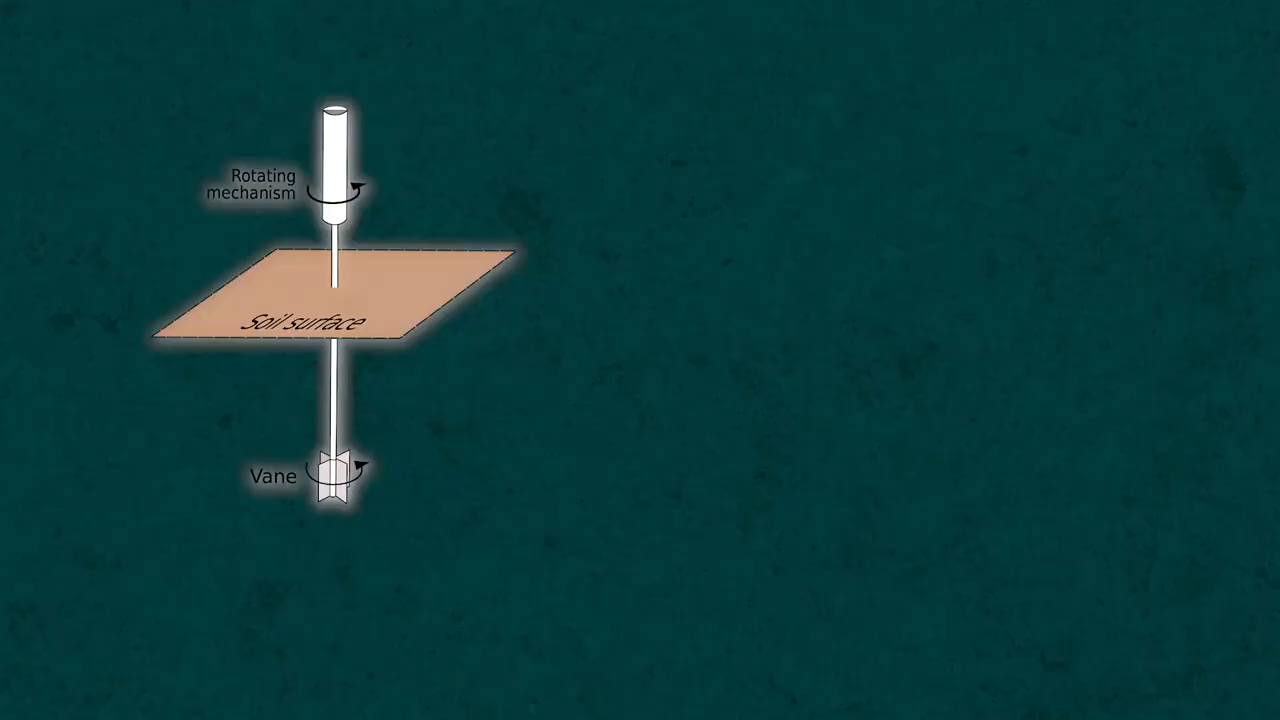 Rotating
mechanism
Soil surface
Vane